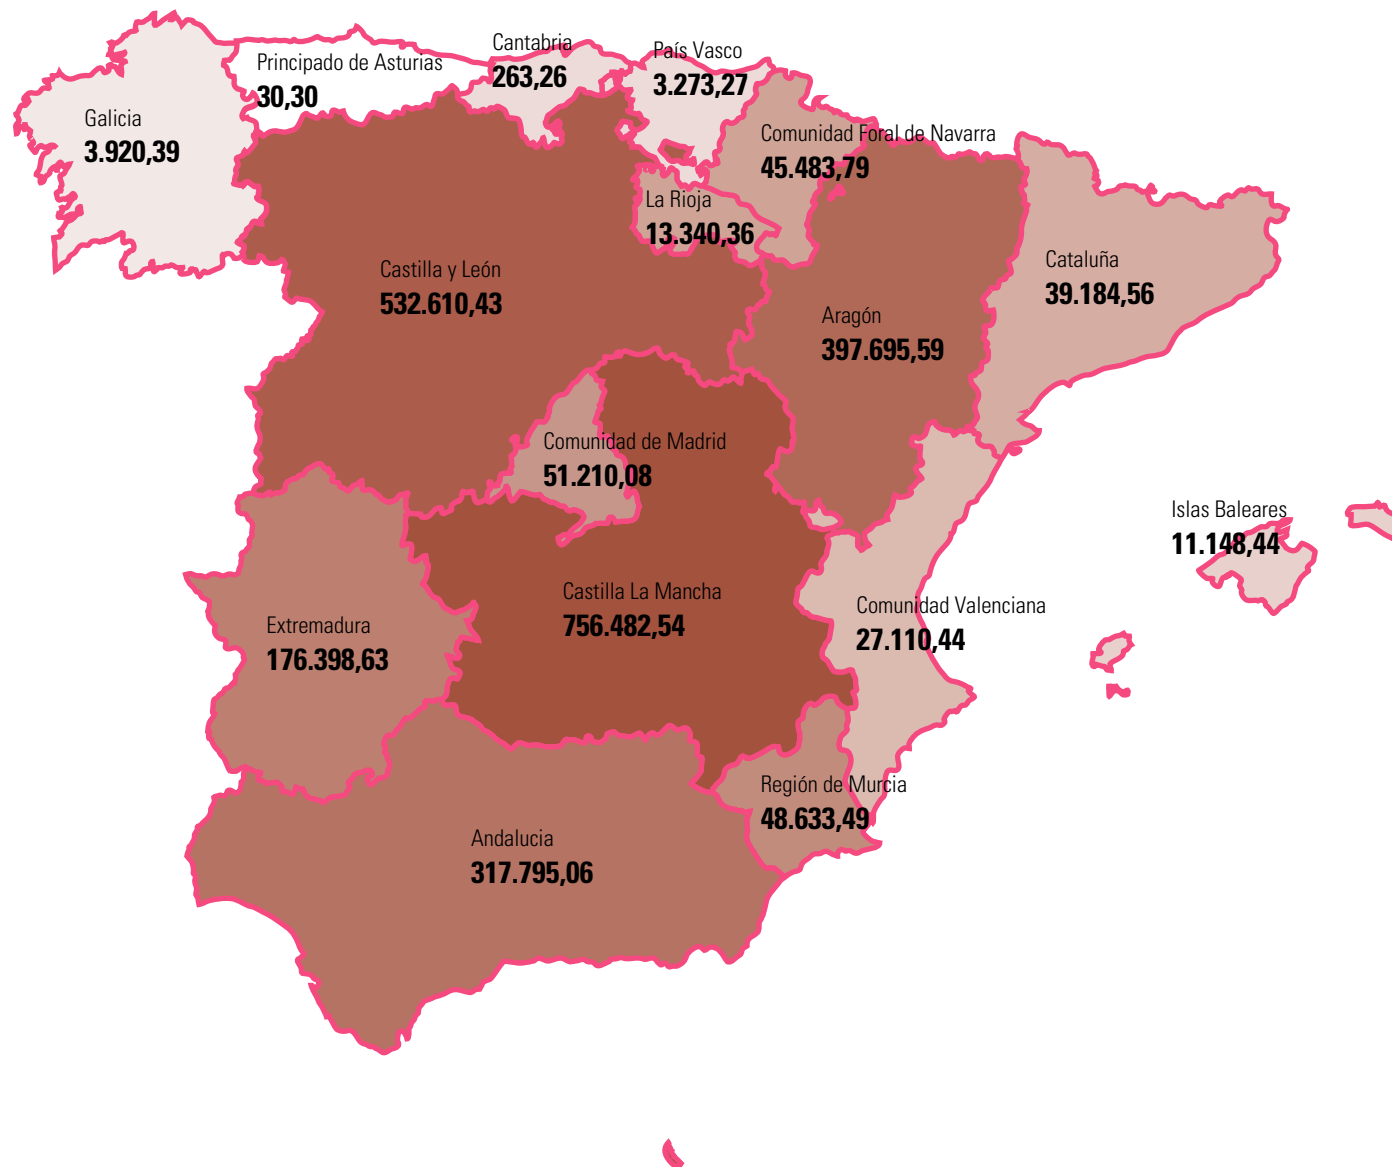 Cantabria
263,26
País Vasco
3.273,27
Principado de Asturias
30,30
Galicia
3.920,39
Comunidad Foral de Navarra
45.483,79
La Rioja
13.340,36
Castilla y León
532.610,43
Cataluña
39.184,56
Aragón
397.695,59
Comunidad de Madrid
51.210,08
Islas Baleares
11.148,44
Castilla La Mancha
756.482,54
Comunidad Valenciana
27.110,44
Extremadura
176.398,63
Región de Murcia
48.633,49
Andalucia
317.795,06